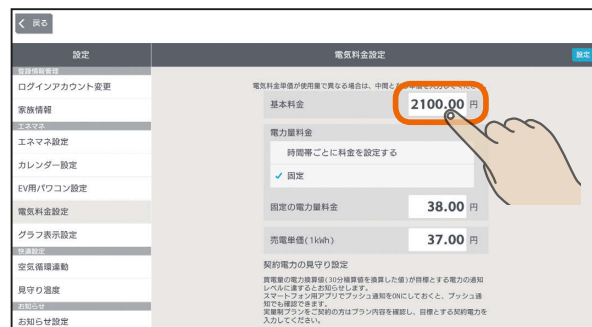 戻る
設定
電気料金設定
設定
登録情報管理
ログインアカウント変更
家族情報
エネマネ
エネマネ設定
カレンダー設定
EV用パワコン設定
電気料金設定
グラフ表示設定
快適設定
空気循環連動
見守り温度
お知らせ
お知らせ設定
電気料金単価が使用量で異なる場合は、中間と
基本料金
2100.00 円
電力量料金
時間帯ごとに料金を設定する
固定
固定の電力量料金
38.00 円
売電単価(1kWh)
37.00 円
契約電力の見守り設定
買電量の電力換算値(30分積算値を換算した値)が目標とする電力の通知
レベルに達するとお知らせします。
スマートフォン用アプリでプッシュ通知をONにしておくと、プッシュ通
知でも確認できます。
実量制プランをご契約の方はプラン内容を確認し、目標とする契約電力を
入力してください。